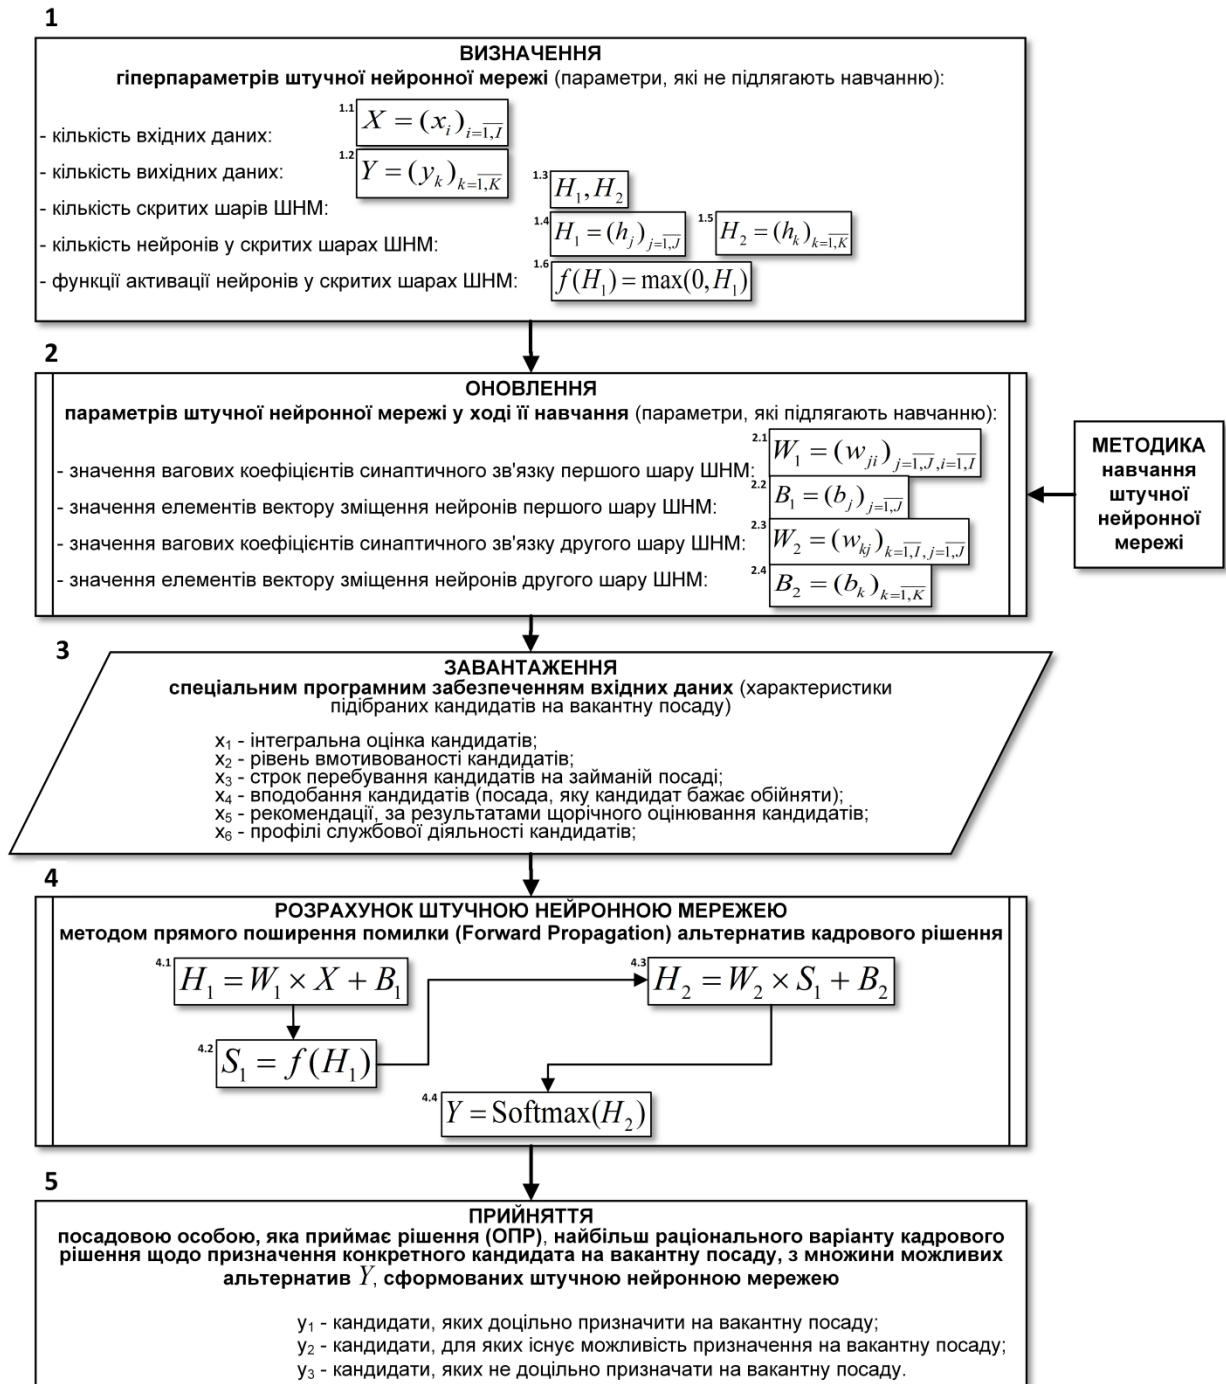 1
ВИЗНАЧЕННЯ
гіперпараметрів штучної нейронної мережі (параметри, які не підлягають навчанню):
- кількість вхідних даних: 1.1 X = (x_i)_{i=\overline{1,I}}
- кількість вихідних даних: 1.2 Y = (y_k)_{k=\overline{1,K}}
- кількість скритих шарів ШНМ: 1.3 H_1, H_2
- кількість нейронів у скритих шарах ШНМ: 1.4 H_1 = (h_j)_{j=\overline{1,J}} 1.5 H_2 = (h_k)_{k=\overline{1,K}}
- функції активації нейронів у скритих шарах ШНМ: 1.6 f(H_1) = max(0, H_1)
2
ОНОВЛЕННЯ
параметрів штучної нейронної мережі у ході її навчання (параметри, які підлягають навчанню):
- значення вагових коефіцієнтів синаптичного зв'язку першого шару ШНМ: 2.1 W_1 = (w_{ji})_{j=\overline{1,J}, i=\overline{1,I}}
- значення елементів вектору зміщення нейронів першого шару ШНМ: 2.2 B_1 = (b_j)_{j=\overline{1,J}}
- значення вагових коефіцієнтів синаптичного зв'язку другого шару ШНМ: 2.3 W_2 = (w_{kj})_{k=\overline{1,I}, j=\overline{1,J}}
- значення елементів вектору зміщення нейронів другого шару ШНМ: 2.4 B_2 = (b_k)_{k=\overline{1,K}}
МЕТОДИКА
навчання
штучної
нейронної
мережі
3
ЗАВАНТАЖЕННЯ
спеціальним програмним забезпеченням вхідних даних (характеристики
підібраних кандидатів на вакантну посаду)
x₁ - інтегральна оцінка кандидатів;
x₂ - рівень вмотивованості кандидатів;
x₃ - строк перебування кандидатів на займаній посаді;
x₄ - вподобання кандидатів (посада, яку кандидат бажає обійняти);
x₅ - рекомендації, за результатами щорічного оцінювання кандидатів;
x₆ - профілі службової діяльності кандидатів;
4
РОЗРАХУНОК ШТУЧНОЮ НЕЙРОННОЮ МЕРЕЖЕЮ
методом прямого поширення помилки (Forward Propagation) альтернатив кадрового рішення
4.1 H_1 = W_1 × X + B_1
4.2 S_1 = f(H_1)
4.3 H_2 = W_2 × S_1 + B_2
4.4 Y = Softmax(H_2)
5
ПРИЙНЯТТЯ
посадовою особою, яка приймає рішення (ОПР), найбільш раціонального варіанту кадрового
рішення щодо призначення конкретного кандидата на вакантну посаду, з множини можливих
альтернатив Y, сформованих штучною нейронною мережею
y₁ - кандидати, яких доцільно призначити на вакантну посаду;
y₂ - кандидати, для яких існує можливість призначення на вакантну посаду;
y₃ - кандидати, яких не доцільно призначати на вакантну посаду.